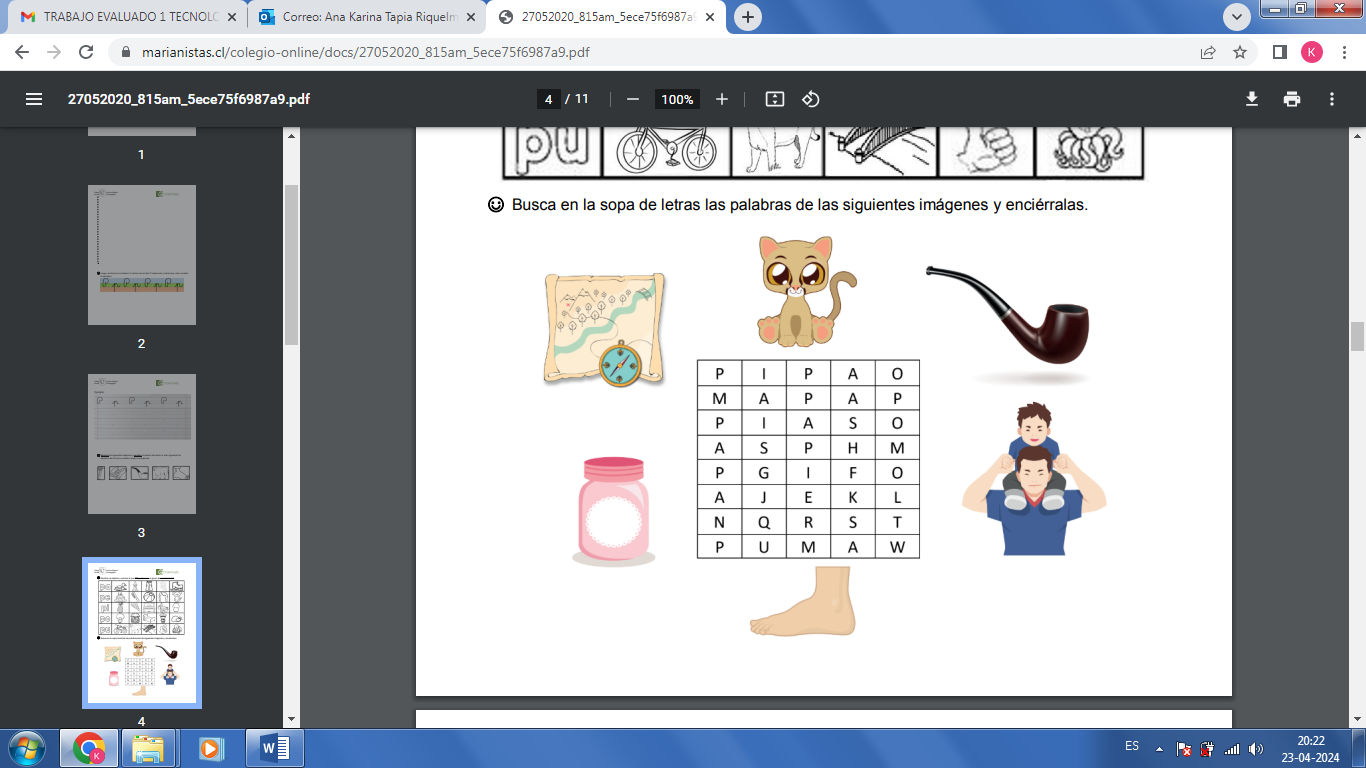 TRABAJO EVALUADO 1 TECNOLO
Correo: Ana Karina Tapia Riquelm
27052020_815am_5ece75f6987a9
marianistas.cl/colegio-online/docs/27052020_815am_5ece75f6987a9.pdf
K
27052020_815am_5ece75f6987a9.pdf
4 / 11
100%
1
2
3
4
pu
Busca en la sopa de letras las palabras de las siguientes imágenes y enciérralas.
P I P A O
M A P A P
P I A S O
A S P H M
P G I F O
A J E K L
N Q R S T
P U M A W
K
W
ES
20:22
23-04-2024